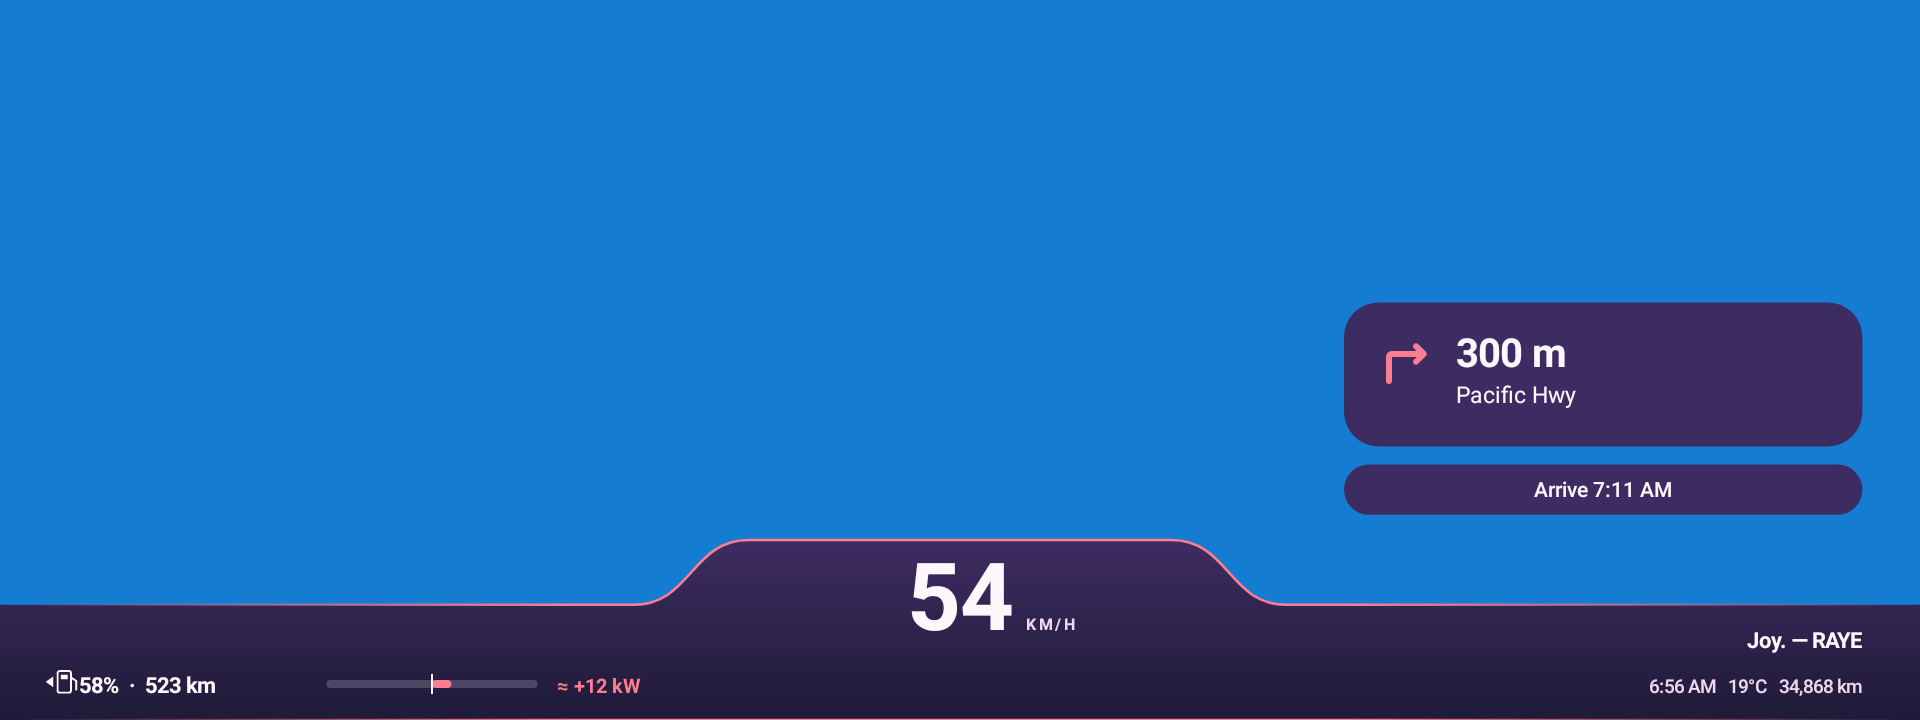 300 m
Pacific Hwy
Arrive 7:11 AM
54 KM/H
Joy. — RAYE
58% · 523 km
≈ +12 kW
6:56 AM 19°C 34,868 km